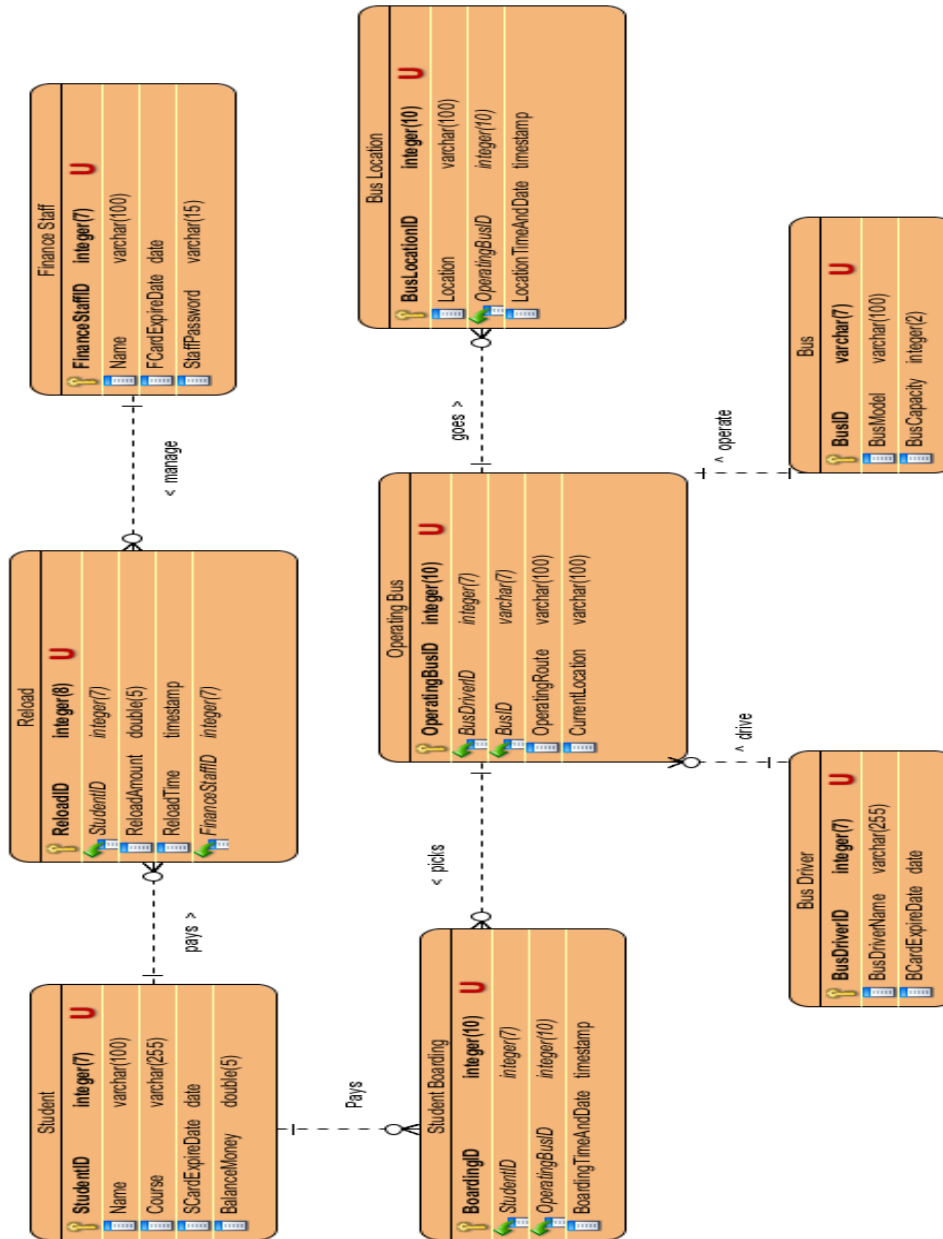 Student
StudentID integer(7) U
Name varchar(100)
Course varchar(255)
SCardExpireDate date
BalanceMoney double(5)
pays >
Reload
ReloadID integer(8) U
StudentID integer(7)
ReloadAmount double(5)
ReloadTime timestamp
FinanceStaffID integer(7)
< manage
Finance Staff
FinanceStaffID integer(7) U
Name varchar(100)
FCardExpireDate date
StaffPassword varchar(15)
Pays
Student Boarding
BoardingID integer(10) U
StudentID integer(7)
OperatingBusID integer(10)
BoardingTimeAndDate timestamp
< picks
Operating Bus
OperatingBusID integer(10) U
BusDriverID integer(7)
BusID varchar(7)
OperatingRoute varchar(100)
CurrentLocation varchar(100)
goes >
Bus Location
BusLocationID integer(10) U
Location varchar(100)
OperatingBusID integer(10)
LocationTimeAndDate timestamp
^ drive
^ operate
Bus Driver
BusDriverID integer(7) U
BusDriverName varchar(255)
BCardExpireDate date
Bus
BusID varchar(7) U
BusModel varchar(100)
BusCapacity integer(2)